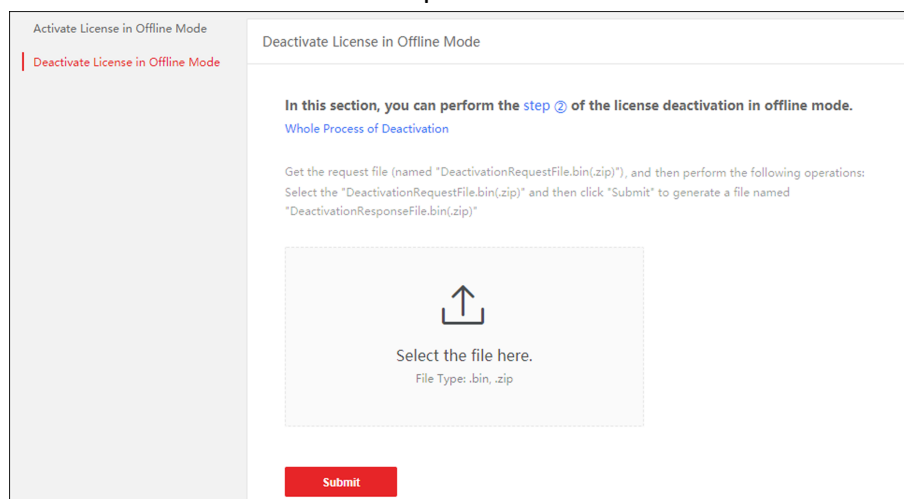 Activate License in Offline Mode
Deactivate License in Offline Mode
Deactivate License in Offline Mode
In this section, you can perform the step ② of the license deactivation in offline mode.
Whole Process of Deactivation
Get the request file (named "DeactivationRequestFile.bin(.zip)"), and then perform the following operations:
Select the "DeactivationRequestFile.bin(.zip)" and then click "Submit" to generate a file named
"DeactivationResponseFile.bin(.zip)"
Select the file here.
File Type: .bin, .zip
Submit